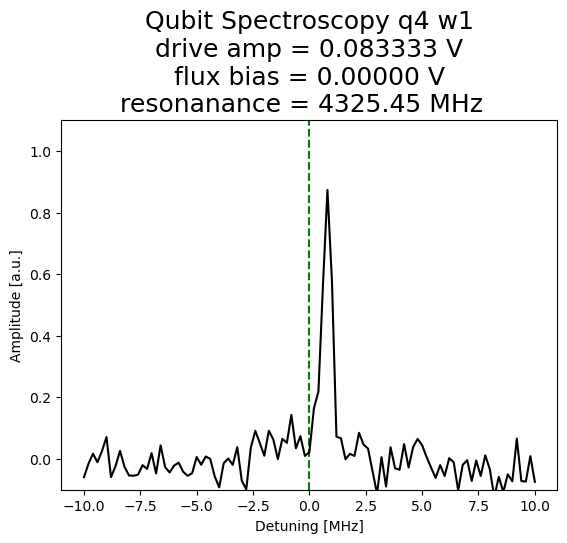 Qubit Spectroscopy q4 w1
drive amp = 0.083333 V
flux bias = 0.00000 V
resonanance = 4325.45 MHz
1.0
0.8
0.6
0.4
0.2
0.0
Amplitude [a.u.]
−10.0 −7.5 −5.0 −2.5 0.0 2.5 5.0 7.5 10.0
Detuning [MHz]